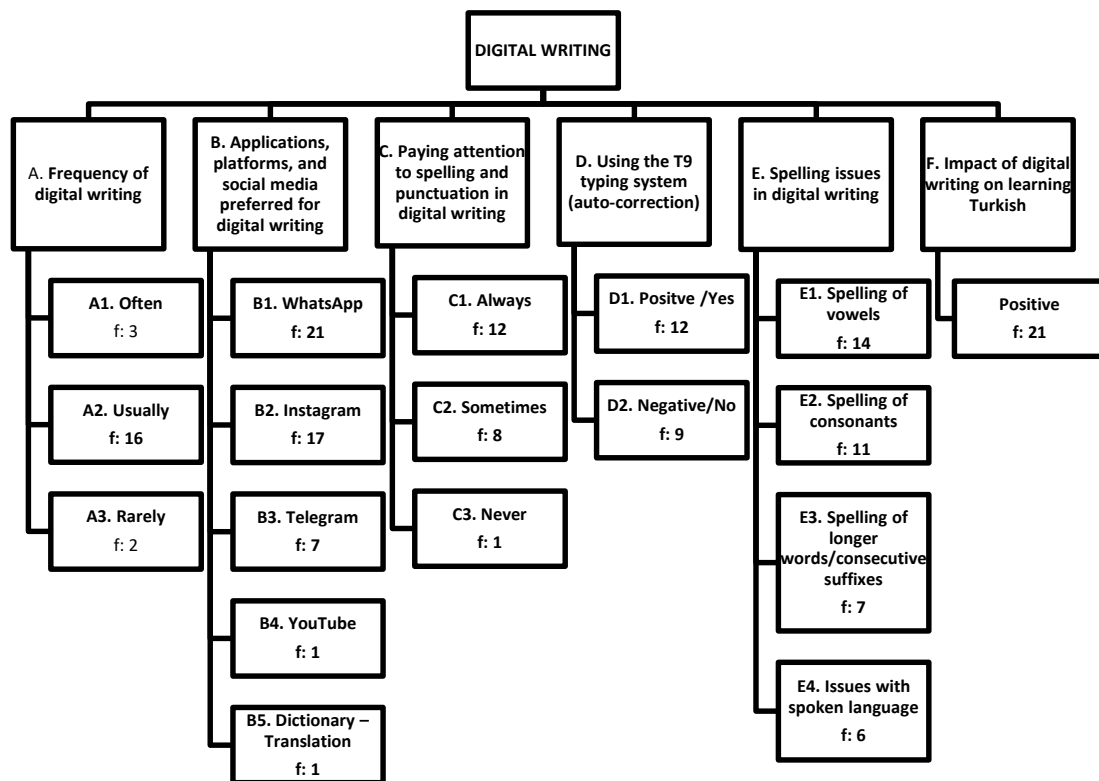 DIGITAL WRITING
A. Frequency of
digital writing
A1. Often
f: 3
A2. Usually
f: 16
A3. Rarely
f: 2
B. Applications,
platforms, and
social media
preferred for
digital writing
B1. WhatsApp
f: 21
B2. Instagram
f: 17
B3. Telegram
f: 7
B4. YouTube
f: 1
B5. Dictionary –
Translation
f: 1
C. Paying attention
to spelling and
punctuation in
digital writing
C1. Always
f: 12
C2. Sometimes
f: 8
C3. Never
f: 1
D. Using the T9
typing system
(auto-correction)
D1. Positve /Yes
f: 12
D2. Negative/No
f: 9
E. Spelling issues
in digital writing
E1. Spelling of
vowels
f: 14
E2. Spelling of
consonants
f: 11
E3. Spelling of
longer
words/consecutive
suffixes
f: 7
E4. Issues with
spoken language
f: 6
F. Impact of digital
writing on learning
Turkish
Positive
f: 21